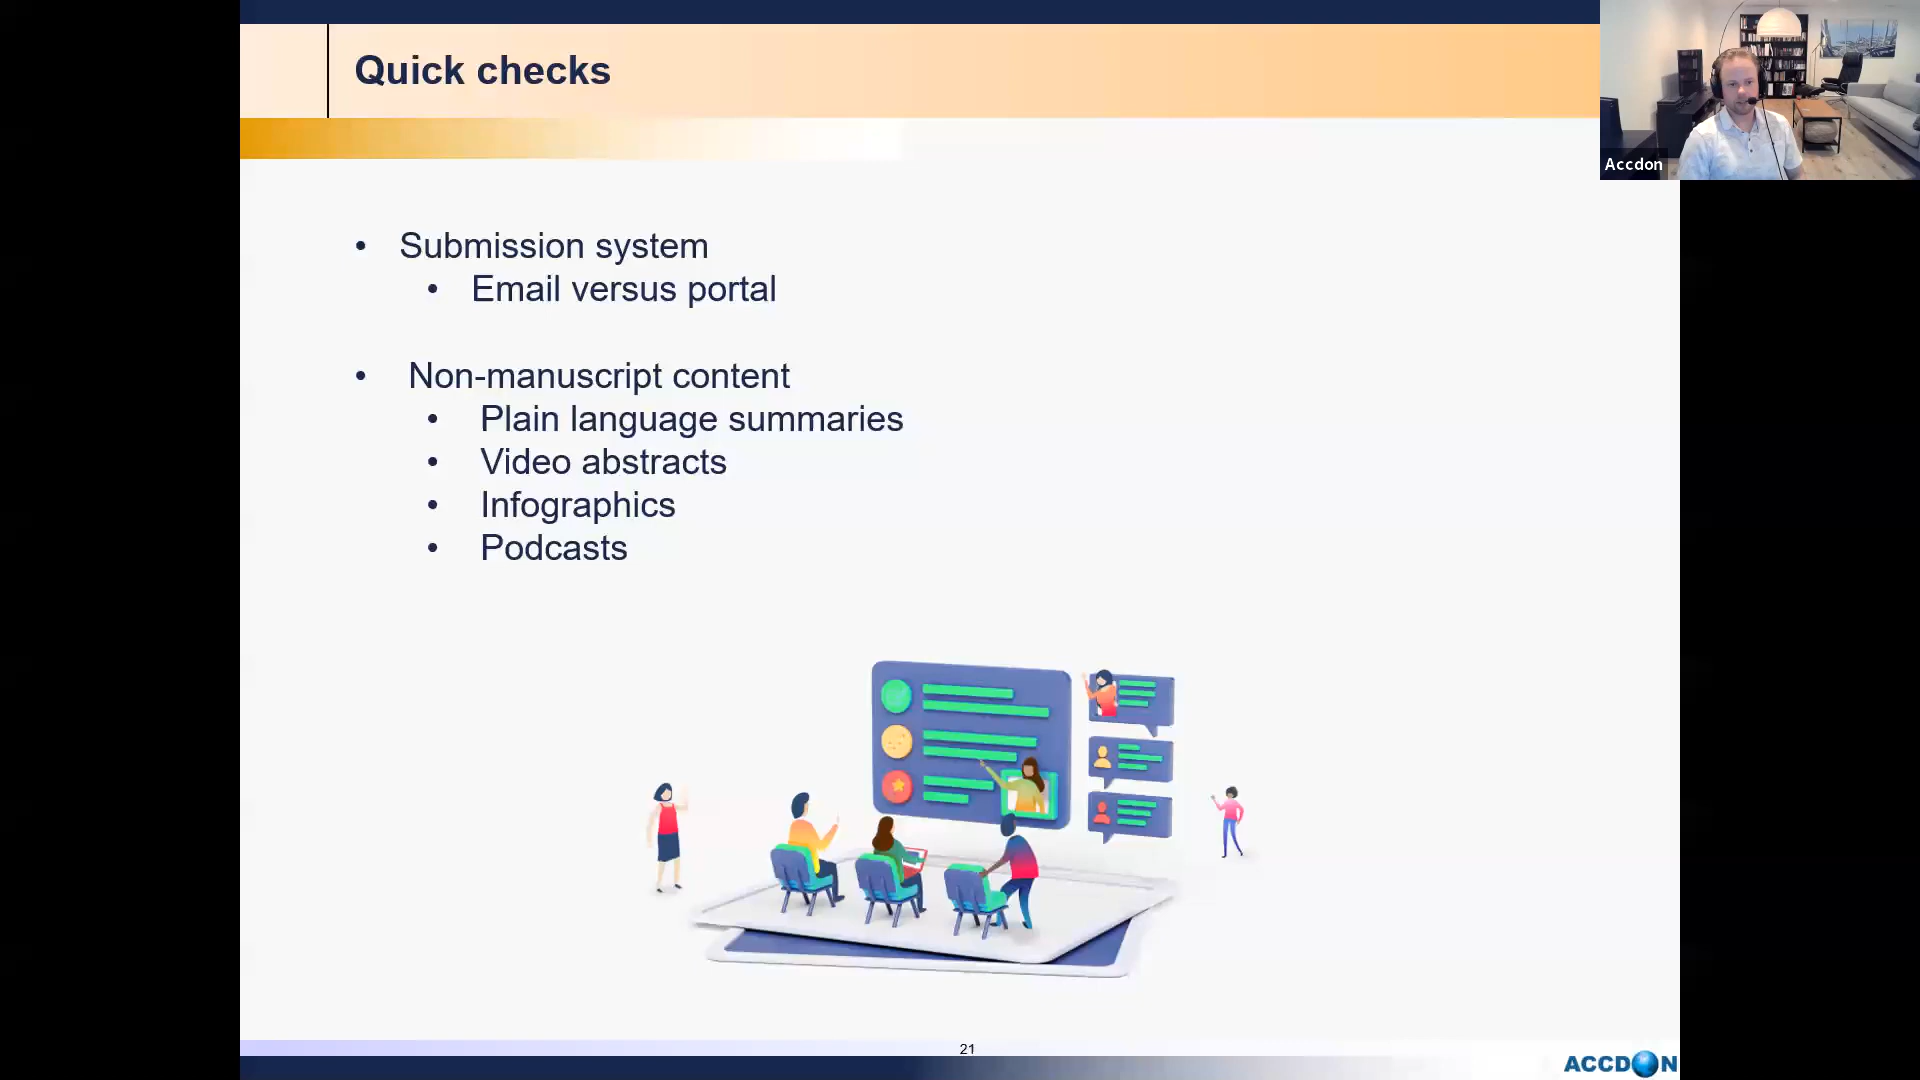 Quick checks
Accdon
• Submission system
• Email versus portal
• Non-manuscript content
• Plain language summaries
• Video abstracts
• Infographics
• Podcasts
21
ACCDON